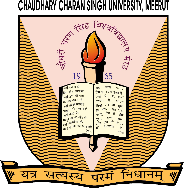 CHAUDHARY CHARAN SINGH UNIVERSITY, MEERUT
चौधरी चरण सिंह विश्वविद्यालय मेरठ
19 65
यत्र सत्यस्य परमं निधानम्